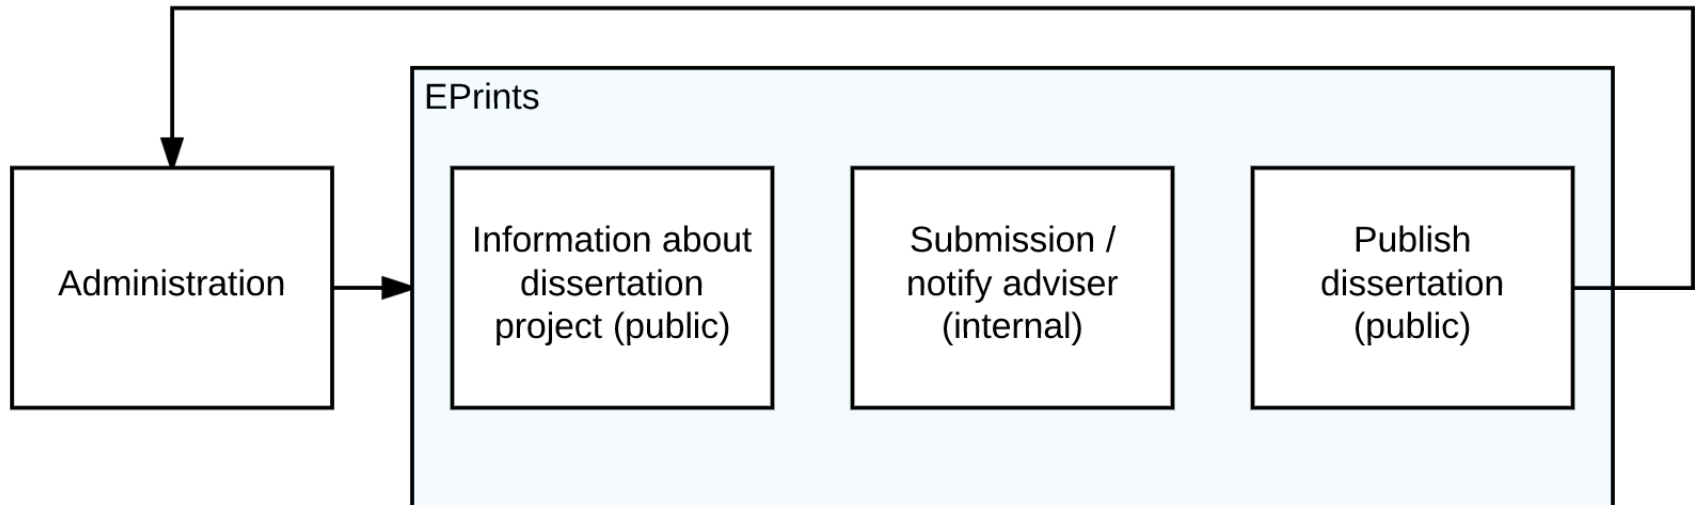 EPrints
Administration
Information about
dissertation
project (public)
Submission /
notify adviser
(internal)
Publish
dissertation
(public)